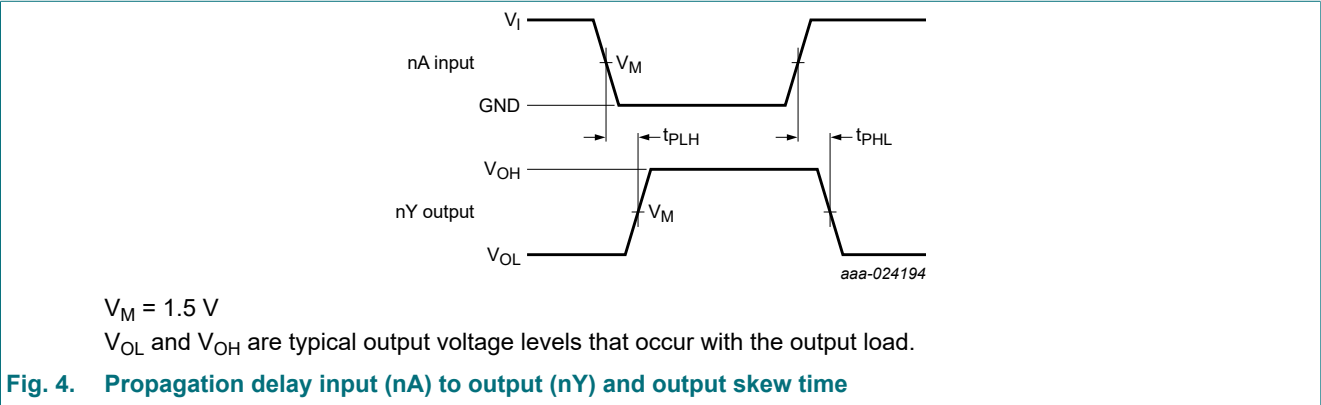 V_I
nA input
V_M
GND
t_PLH
t_PHL
V_OH
nY output
V_M
V_OL
aaa-024194
V_M = 1.5 V
V_OL and V_OH are typical output voltage levels that occur with the output load.
Fig. 4. Propagation delay input (nA) to output (nY) and output skew time